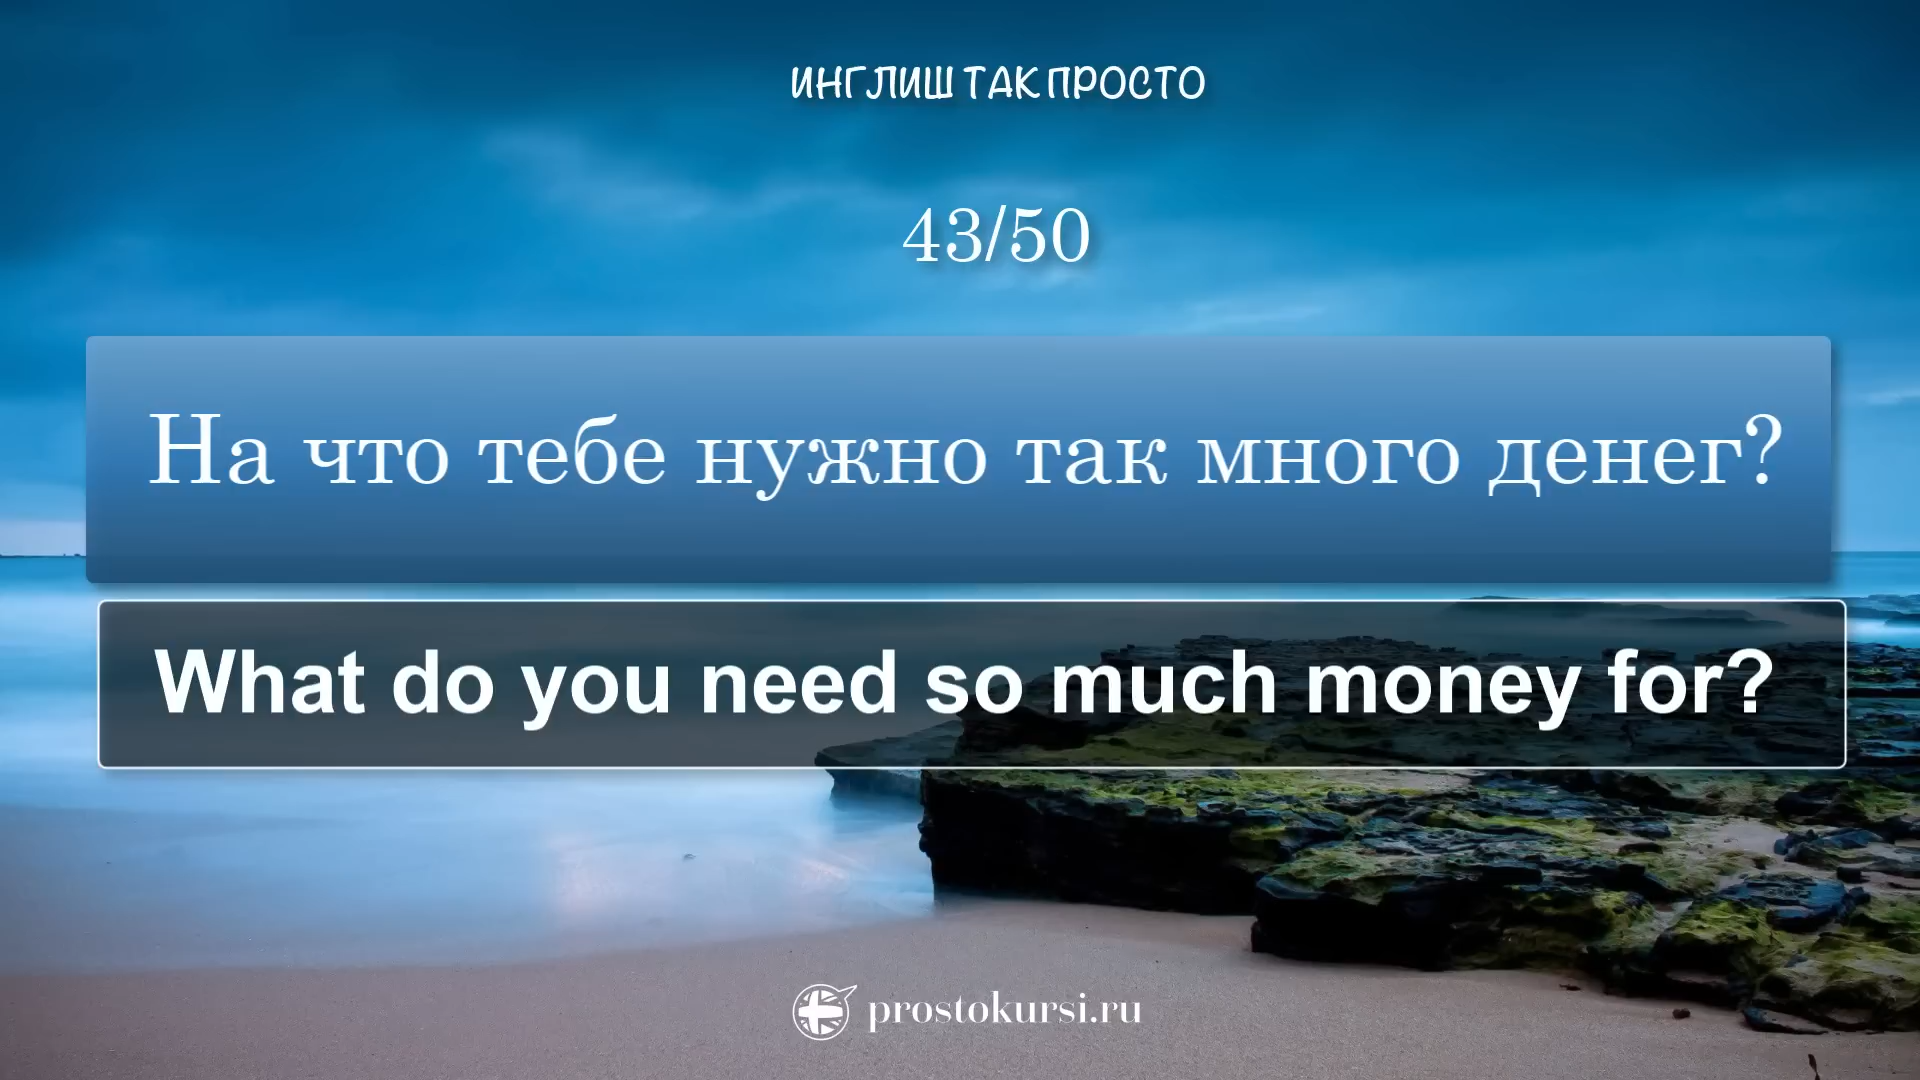 ИНГЛИШ ТАК ПРОСТО
43/50
На что тебе нужно так много денег?
What do you need so much money for?
prostokursi.ru